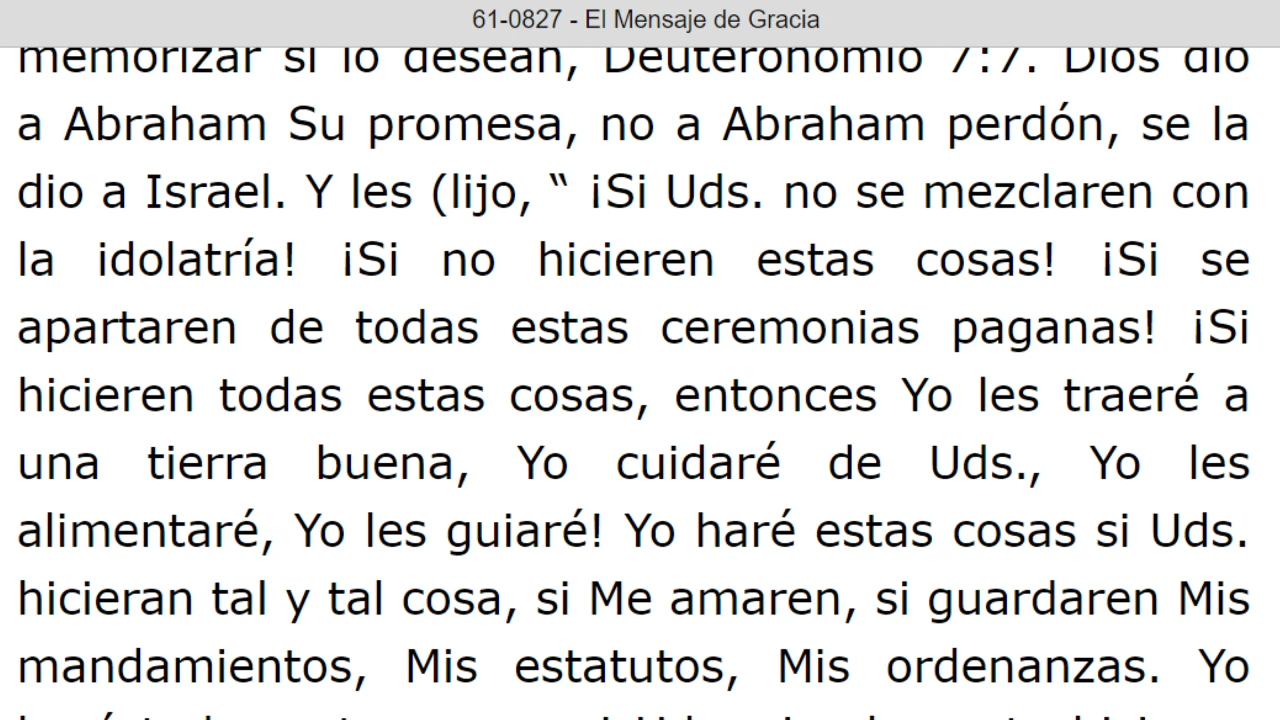 61-0827 - El Mensaje de Gracia
memorizar si lo desean, Deuteronomio 7:7. Dios dio
a Abraham Su promesa, no a Abraham perdón, se la
dio a Israel. Y les (lijo, “ ¡Si Uds. no se mezclaren con
la idolatría! ¡Si no hicieren estas cosas! ¡Si se
apartaren de todas estas ceremonias paganas! ¡Si
hicieren todas estas cosas, entonces Yo les traeré a
una tierra buena, Yo cuidaré de Uds., Yo les
alimentaré, Yo les guiaré! Yo haré estas cosas si Uds.
hicieran tal y tal cosa, si Me amaren, si guardaren Mis
mandamientos, Mis estatutos, Mis ordenanzas. Yo